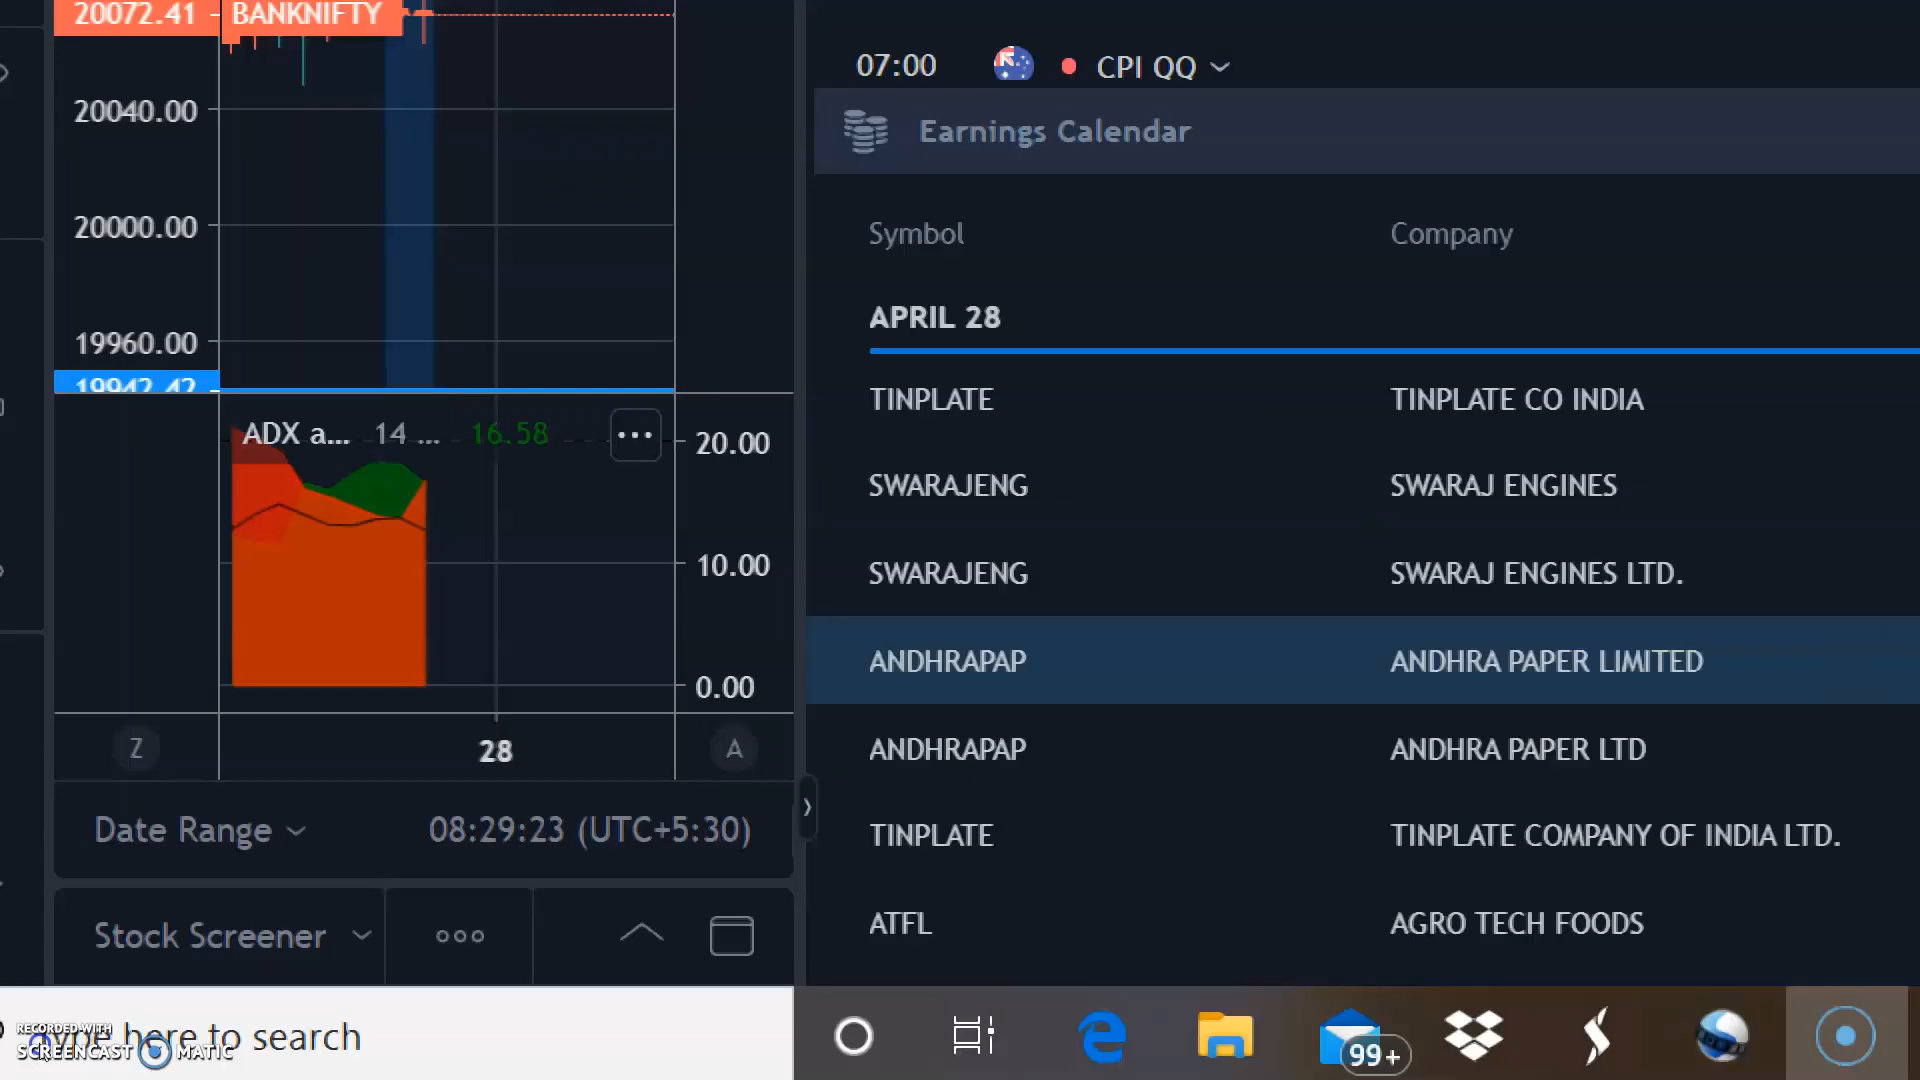 20072.41 BANKNIFTY
20040.00
20000.00
19960.00
19942.42
ADX a... 14 ... 16.58
20.00
10.00
0.00
Z 28 A
Date Range 08:29:23 (UTC+5:30)
Stock Screener
07:00 CPI QQ
Earnings Calendar
Symbol Company
APRIL 28
TINPLATE TINPLATE CO INDIA
SWARAJENG SWARAJ ENGINES
SWARAJENG SWARAJ ENGINES LTD.
ANDHRAPAP ANDHRA PAPER LIMITED
ANDHRAPAP ANDHRA PAPER LTD
TINPLATE TINPLATE COMPANY OF INDIA LTD.
ATFL AGRO TECH FOODS
Type here to search
RECORDED WITH
SCREENCAST MATIC
99+